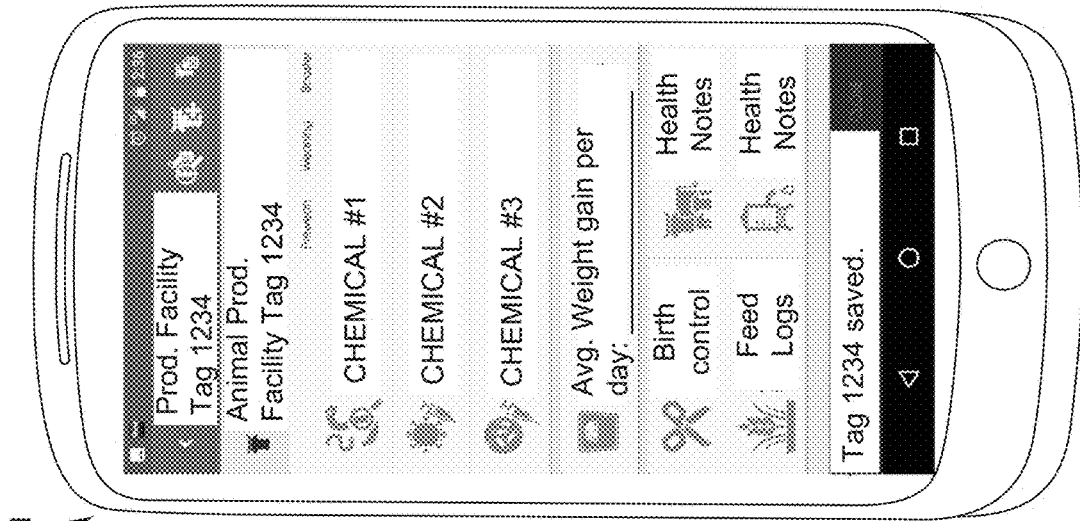 Prod. Facility
Tag 1234
Animal Prod.
Facility Tag 1234
CHEMICAL #1
CHEMICAL #2
CHEMICAL #3
Avg. Weight gain per
day:
Birth
control
Health
Notes
Feed
Logs
Health
Notes
Tag 1234 saved.